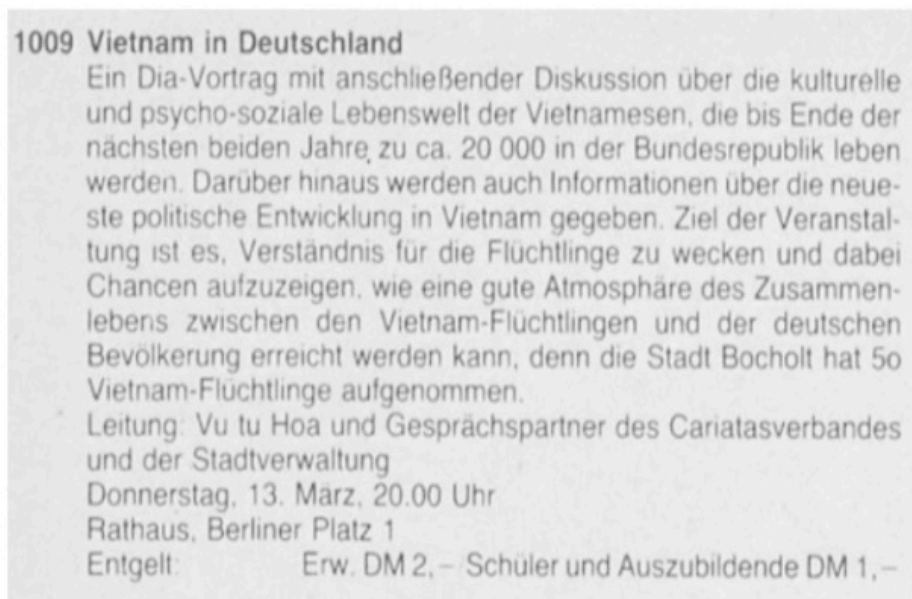 1009 Vietnam in Deutschland
Ein Dia-Vortrag mit anschließender Diskussion über die kulturelle
und psycho-soziale Lebenswelt der Vietnamesen, die bis Ende der
nächsten beiden Jahre zu ca. 20 000 in der Bundesrepublik leben
werden. Darüber hinaus werden auch Informationen über die neue-
ste politische Entwicklung in Vietnam gegeben. Ziel der Veranstal-
tung ist es, Verständnis für die Flüchtlinge zu wecken und dabei
Chancen aufzuzeigen, wie eine gute Atmosphäre des Zusammen-
lebens zwischen den Vietnam-Flüchtlingen und der deutschen
Bevölkerung erreicht werden kann, denn die Stadt Bocholt hat 5o
Vietnam-Flüchtlinge aufgenommen.
Leitung: Vu tu Hoa und Gesprächspartner des Cariatasverbandes
und der Stadtverwaltung
Donnerstag, 13. März, 20.00 Uhr
Rathaus, Berliner Platz 1
Entgelt: Erw. DM 2,– Schüler und Auszubildende DM 1,–